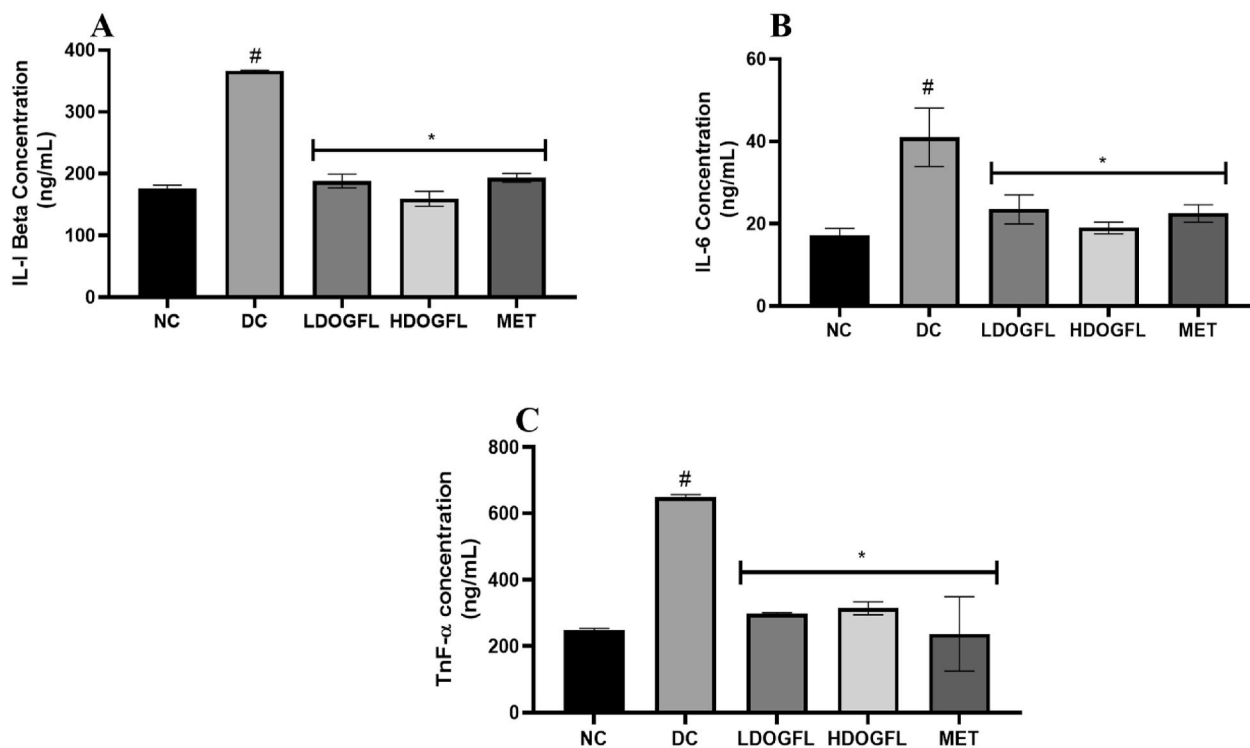 A
IL-I Beta Concentration
(ng/mL)
400
300
200
100
0
#
*
NC DC LDOGFL HDOGFL MET
B
IL-6 Concentration
(ng/mL)
60
40
20
0
#
*
NC DC LDOGFL HDOGFL MET
C
TnF-α concentration
(ng/mL)
800
600
400
200
0
#
*
NC DC LDOGFL HDOGFL MET